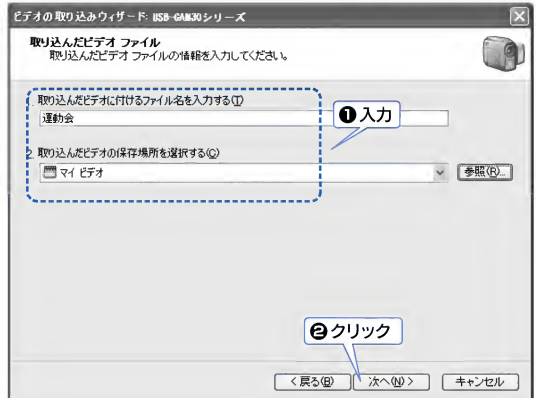 ビデオの取り込みウィザード: USB-CAM30シリーズ
取り込んだビデオ ファイル
取り込んだビデオ ファイルの情報を入力してください。
1. 取り込んだビデオに付けるファイル名を入力する(T)
運動会
❶入力
2. 取り込んだビデオの保存場所を選択する(C)
マイ ビデオ
参照(R)...
❷クリック
< 戻る(B)
次へ(N) >
キャンセル